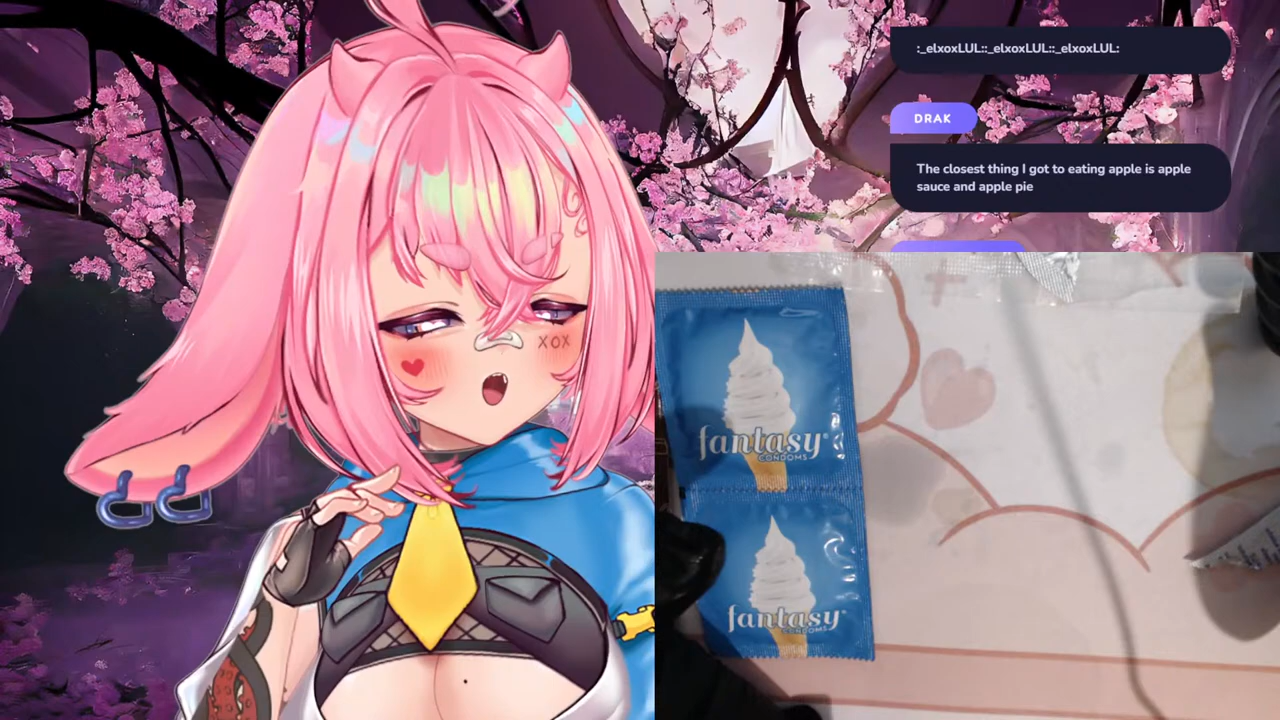 :_elxoxLUL::_elxoxLUL::_elxoxLUL:
DRAK
The closest thing I got to eating apple is apple
sauce and apple pie
XOX
fantasy®
CONDOMS
fantasy®
CONDOMS